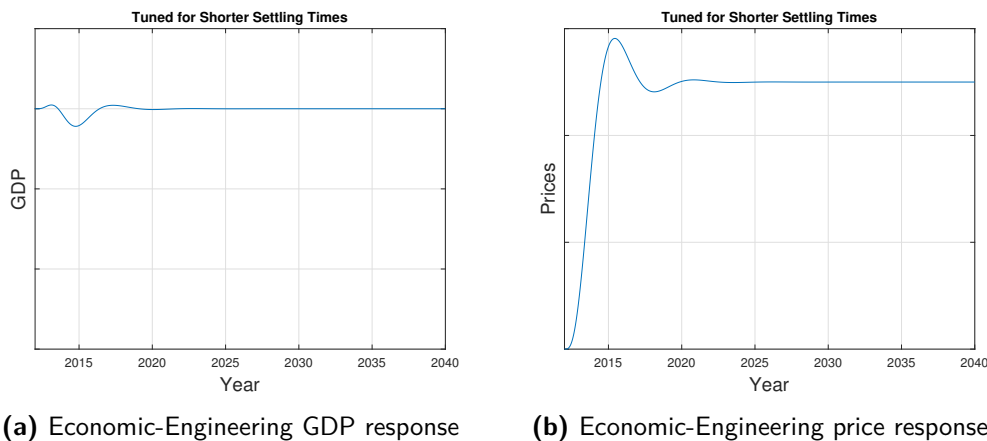 Tuned for Shorter Settling Times
GDP
2015 2020 2025 2030 2035 2040
Year
(a) Economic-Engineering GDP response
Tuned for Shorter Settling Times
Prices
2015 2020 2025 2030 2035 2040
Year
(b) Economic-Engineering price response